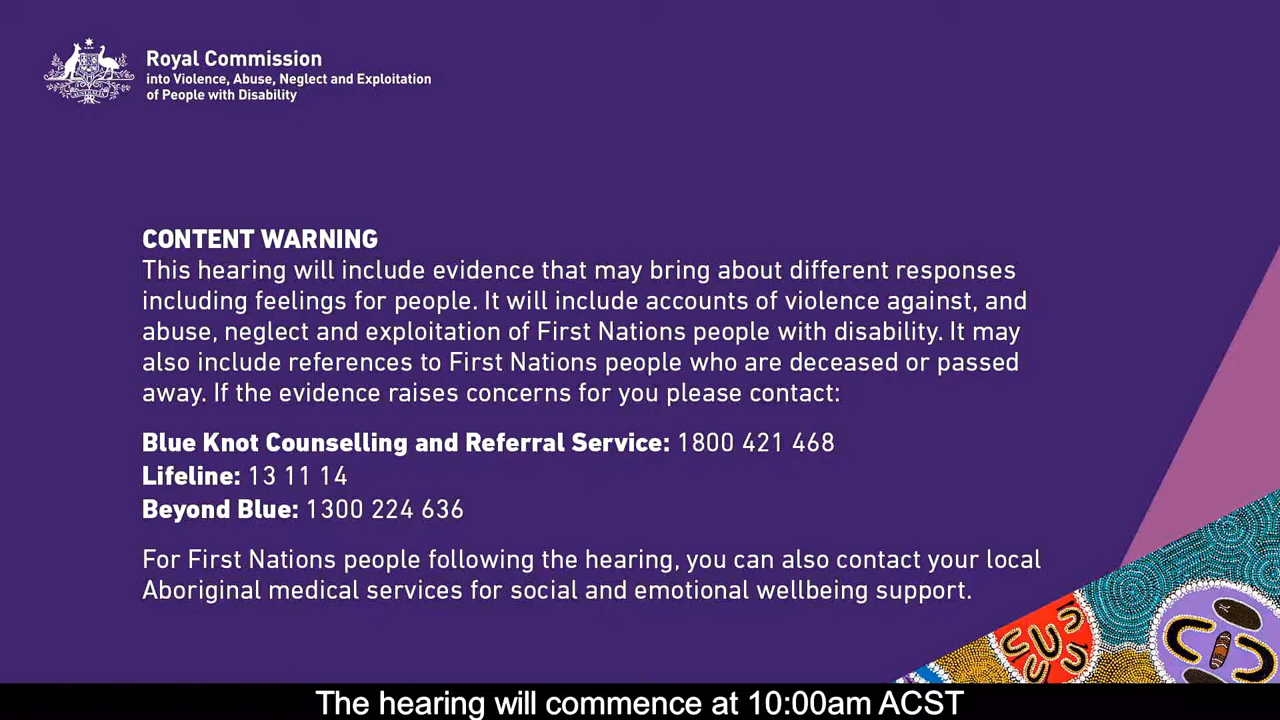 Royal Commission
into Violence, Abuse, Neglect and Exploitation
of People with Disability
CONTENT WARNING
This hearing will include evidence that may bring about different responses
including feelings for people. It will include accounts of violence against, and
abuse, neglect and exploitation of First Nations people with disability. It may
also include references to First Nations people who are deceased or passed
away. If the evidence raises concerns for you please contact:
Blue Knot Counselling and Referral Service: 1800 421 468
Lifeline: 13 11 14
Beyond Blue: 1300 224 636
For First Nations people following the hearing, you can also contact your local
Aboriginal medical services for social and emotional wellbeing support.
The hearing will commence at 10:00am ACST